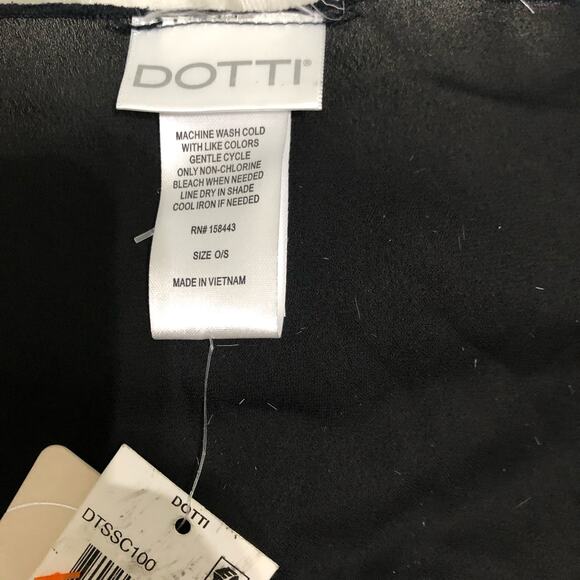 DOTTI®
MACHINE WASH COLD
WITH LIKE COLORS
GENTLE CYCLE
ONLY NON-CHLORINE
BLEACH WHEN NEEDED
LINE DRY IN SHADE
COOL IRON IF NEEDED
RN# 158443
SIZE O/S
MADE IN VIETNAM
DOTTI
DTSSC100